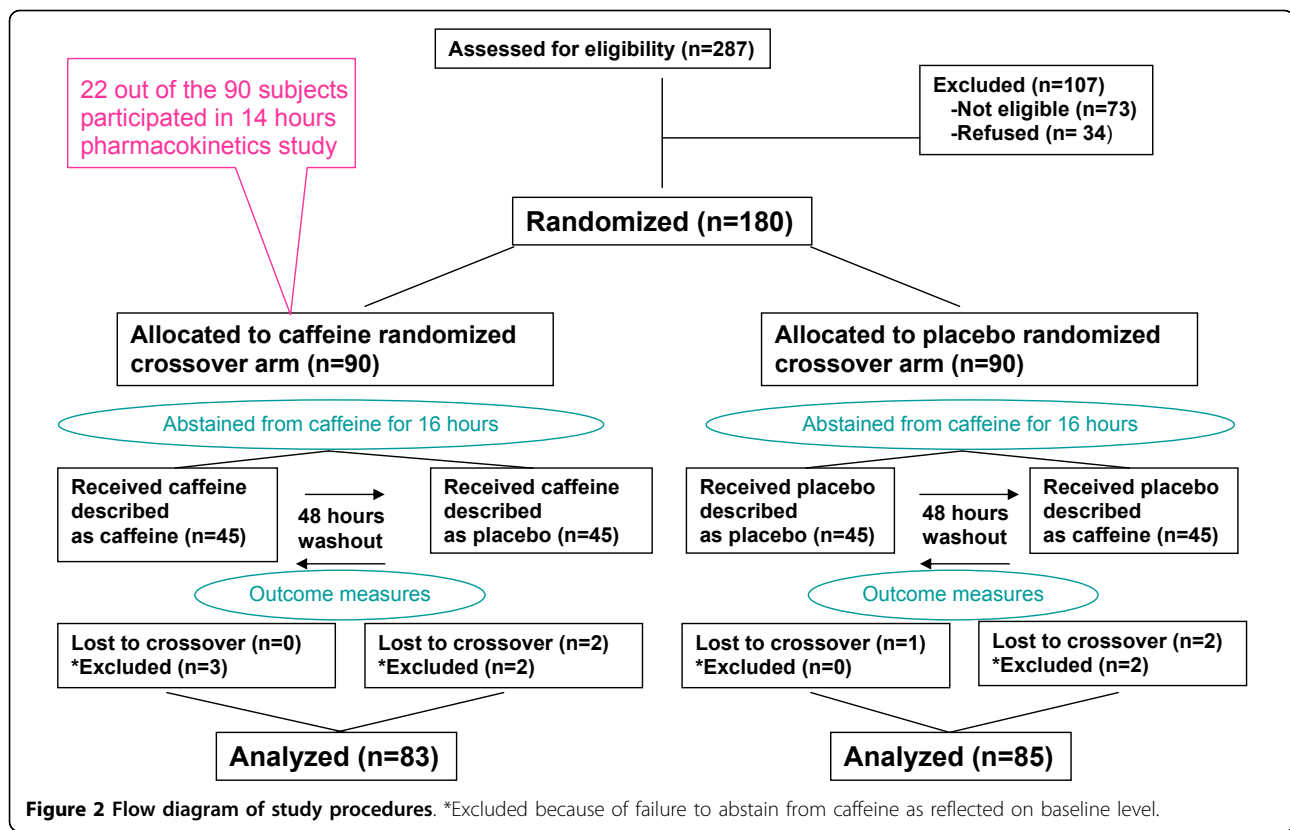 Assessed for eligibility (n=287)
22 out of the 90 subjects
participated in 14 hours
pharmacokinetics study
Excluded (n=107)
-Not eligible (n=73)
-Refused (n= 34)
Randomized (n=180)
Allocated to caffeine randomized
crossover arm (n=90)
Allocated to placebo randomized
crossover arm (n=90)
Abstained from caffeine for 16 hours
Abstained from caffeine for 16 hours
Received caffeine
described
as caffeine (n=45)
48 hours
washout
Received caffeine
described
as placebo (n=45)
Received placebo
described
as placebo (n=45)
48 hours
washout
Received placebo
described
as caffeine (n=45)
Outcome measures
Outcome measures
Lost to crossover (n=0)
*Excluded (n=3)
Lost to crossover (n=2)
*Excluded (n=2)
Lost to crossover (n=1)
*Excluded (n=0)
Lost to crossover (n=2)
*Excluded (n=2)
Analyzed (n=83)
Analyzed (n=85)
Figure 2 Flow diagram of study procedures. *Excluded because of failure to abstain from caffeine as reflected on baseline level.